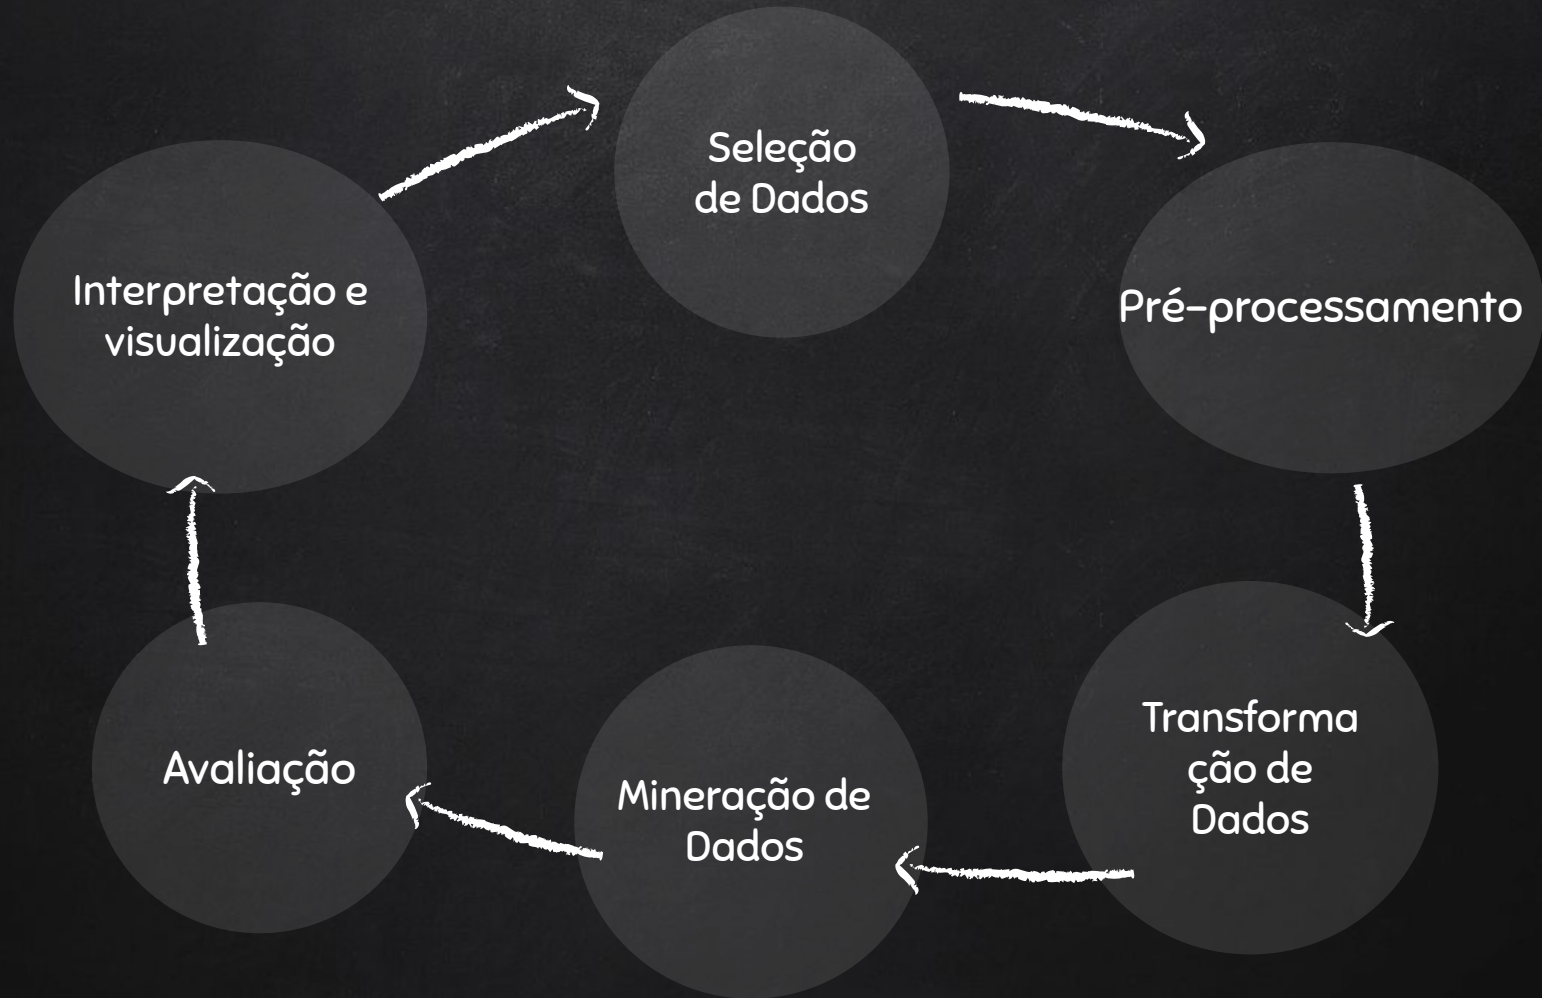 Seleção
de Dados
Pré-processamento
Transforma
ção de
Dados
Mineração de
Dados
Avaliação
Interpretação e
visualização